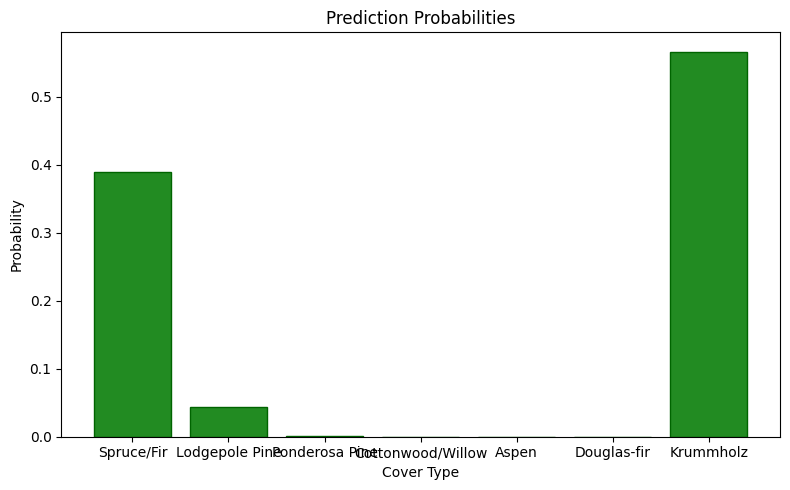 Prediction Probabilities
Probability
0.5
0.4
0.3
0.2
0.1
0.0
Spruce/Fir Lodgepole Pine Ponderosa Pine Cottonwood/Willow Aspen Douglas-fir Krummholz
Cover Type